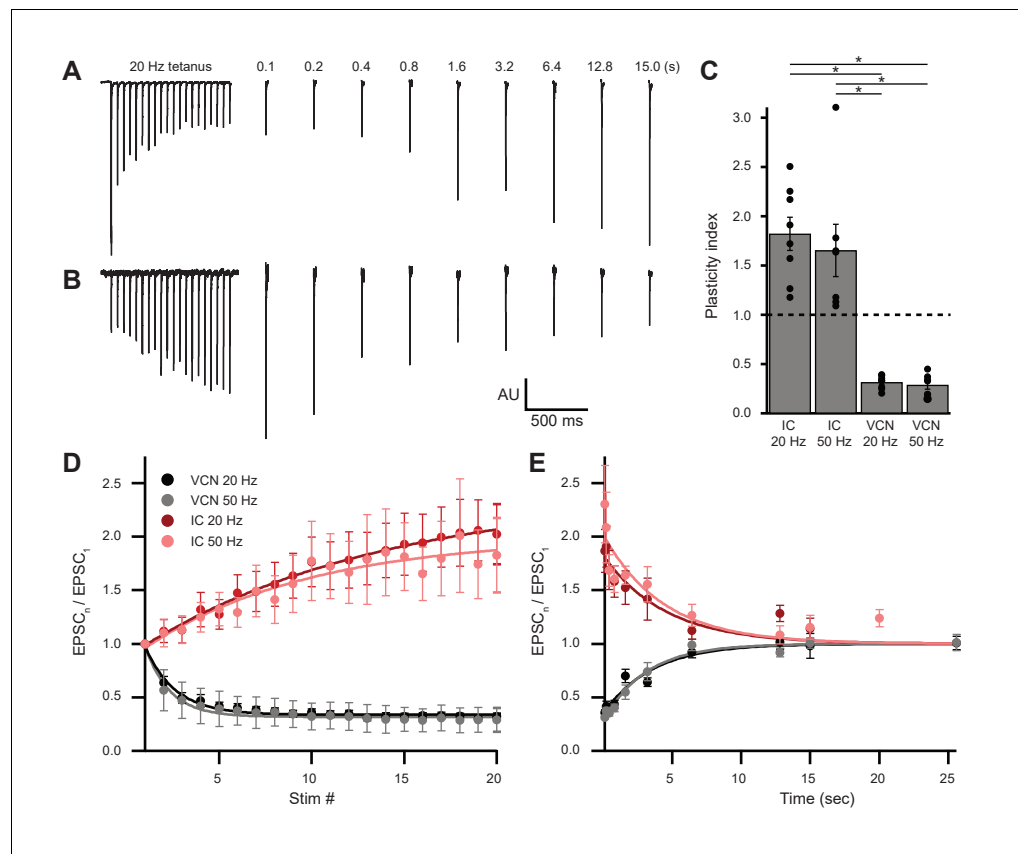 A
20 Hz tetanus 0.1 0.2 0.4 0.8 1.6 3.2 6.4 12.8 15.0 (s)
B
AU
500 ms
C
* 
*
*
*
Plasticity index
3.0
2.5
2.0
1.5
1.0
0.5
0.0
IC IC VCN VCN
20 Hz 50 Hz 20 Hz 50 Hz
D
VCN 20 Hz
VCN 50 Hz
IC 20 Hz
IC 50 Hz
EPSCn / EPSC1
2.5
2.0
1.5
1.0
0.5
0.0
5 10 15 20
Stim #
E
EPSCn / EPSC1
2.5
2.0
1.5
1.0
0.5
0.0
5 10 15 20 25
Time (sec)